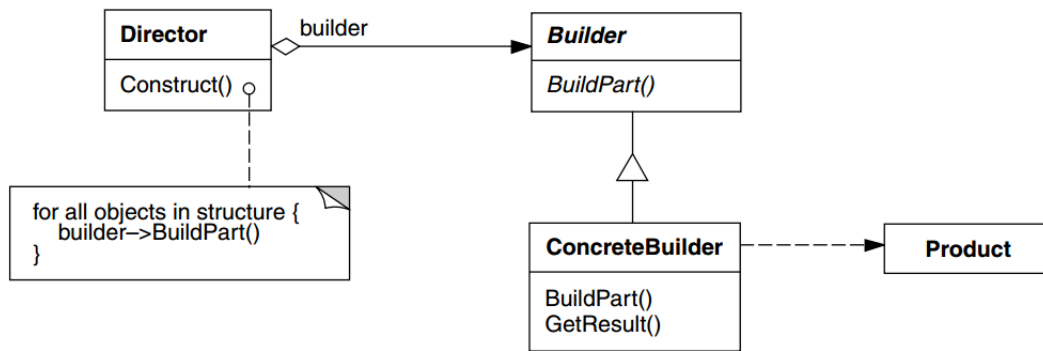 Director
Construct()
builder
Builder
BuildPart()
for all objects in structure {
builder–>BuildPart()
}
ConcreteBuilder
BuildPart()
GetResult()
Product